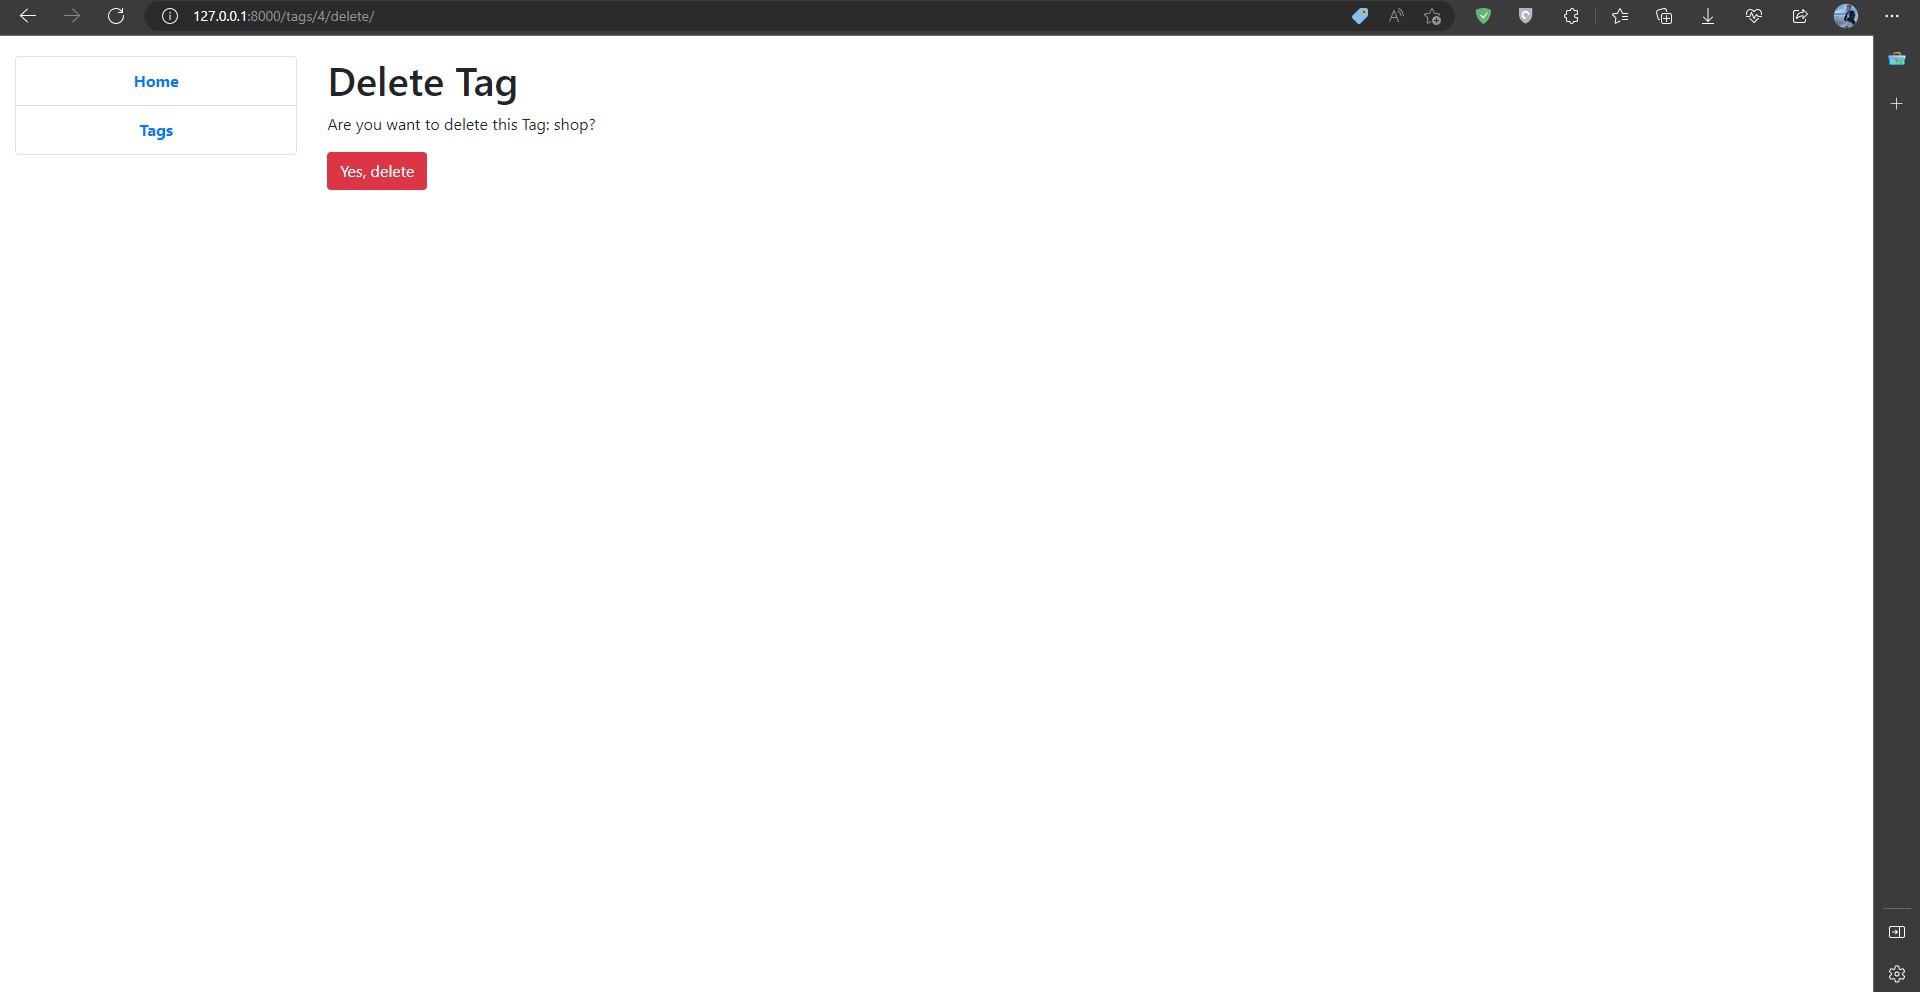 127.0.0.1:8000/tags/4/delete/
Home
Tags
Delete Tag
Are you want to delete this Tag: shop?
Yes, delete